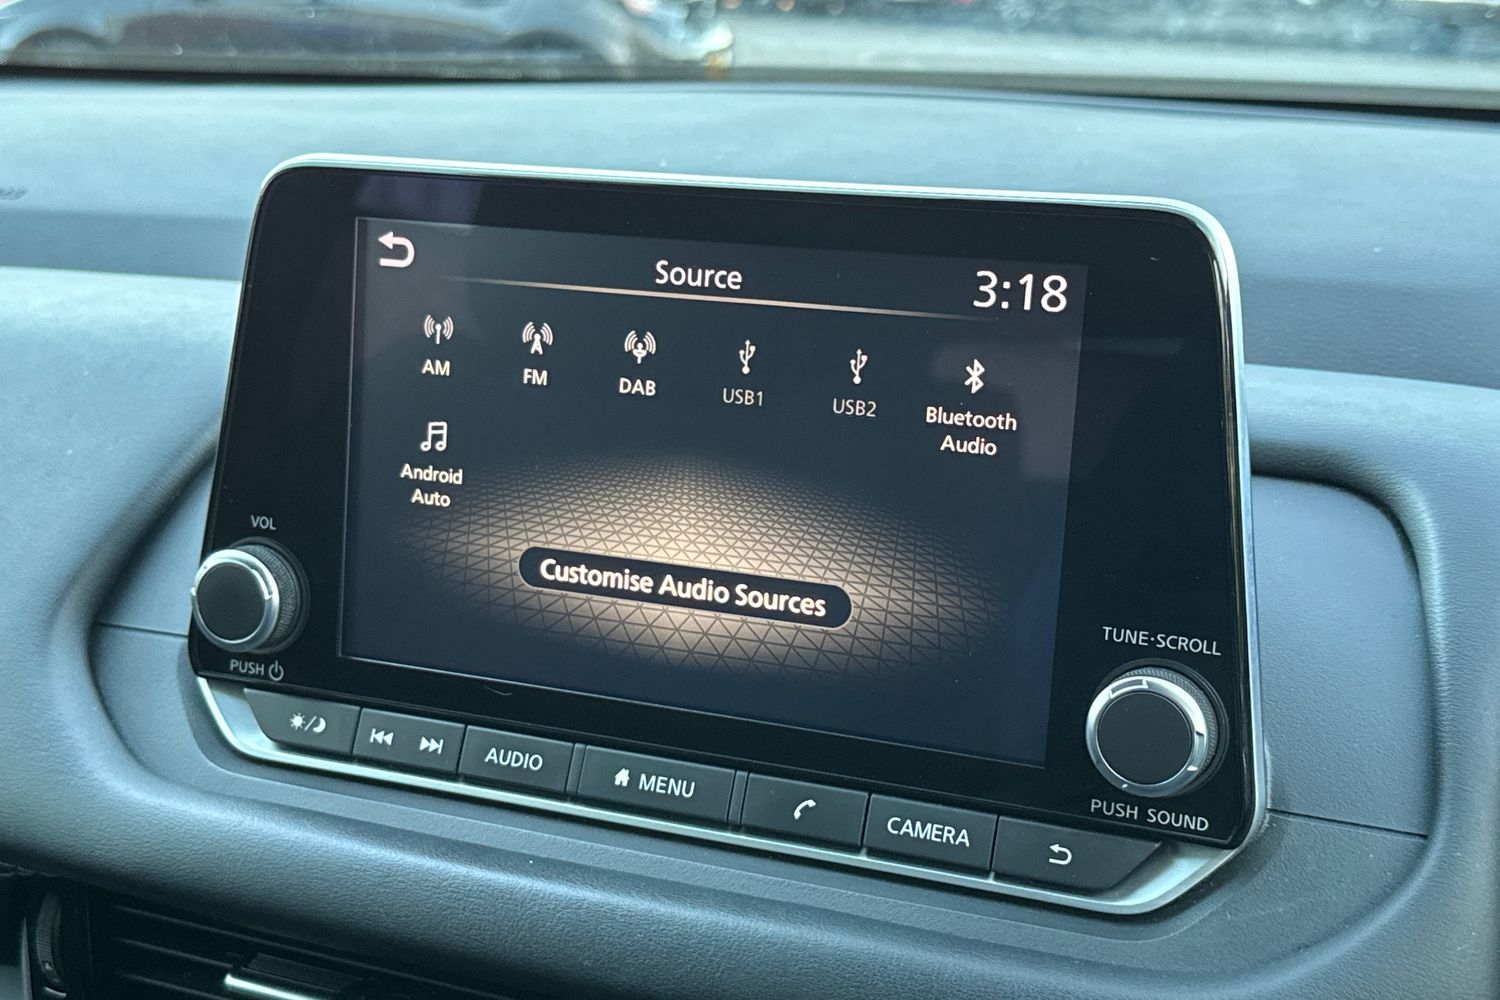 Source
3:18
AM
FM
DAB
USB1
USB2
Bluetooth
Audio
Android
Auto
Customise Audio Sources
VOL
PUSH
TUNE·SCROLL
PUSH SOUND
AUDIO
MENU
CAMERA